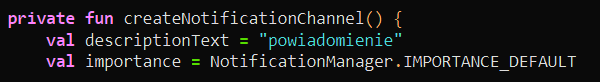 private fun createNotificationChannel() {
val descriptionText = "powiadomienie"
val importance = NotificationManager.IMPORTANCE_DEFAULT